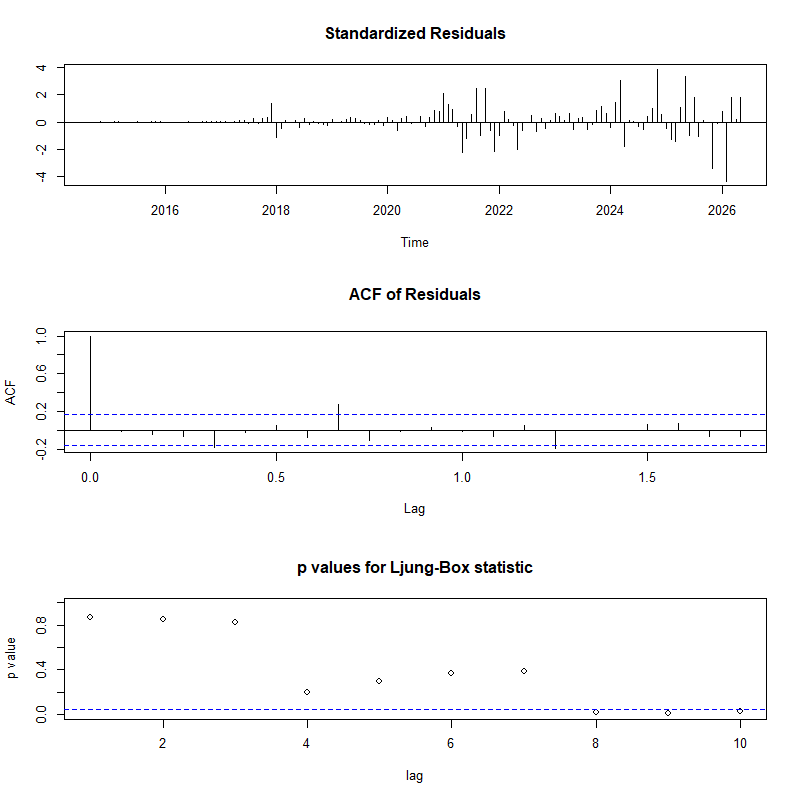 Standardized Residuals
4
2
0
-2
-4
2016 2018 2020 2022 2024 2026
Time
ACF of Residuals
ACF
1.0
0.6
0.2
-0.2
0.0 0.5 1.0 1.5
Lag
p values for Ljung-Box statistic
p value
0.8
0.4
0.0
2 4 6 8 10
lag